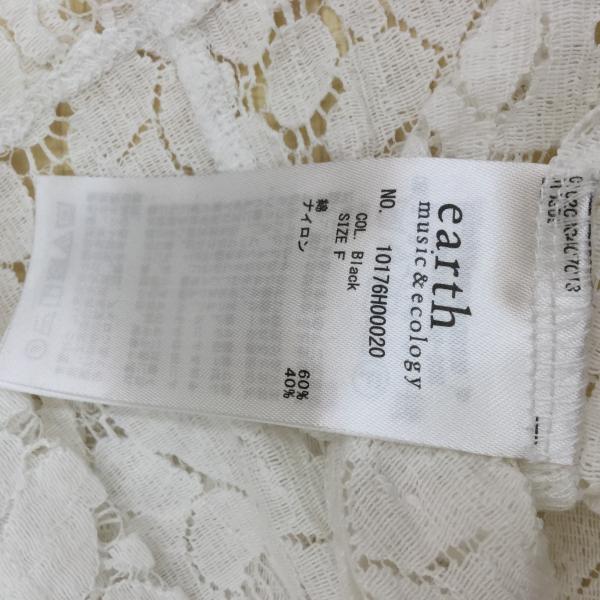 earth
music&ecology
NO. 10176H00020
COL. Black
SIZE F
綿 60%
ナイロン 40%